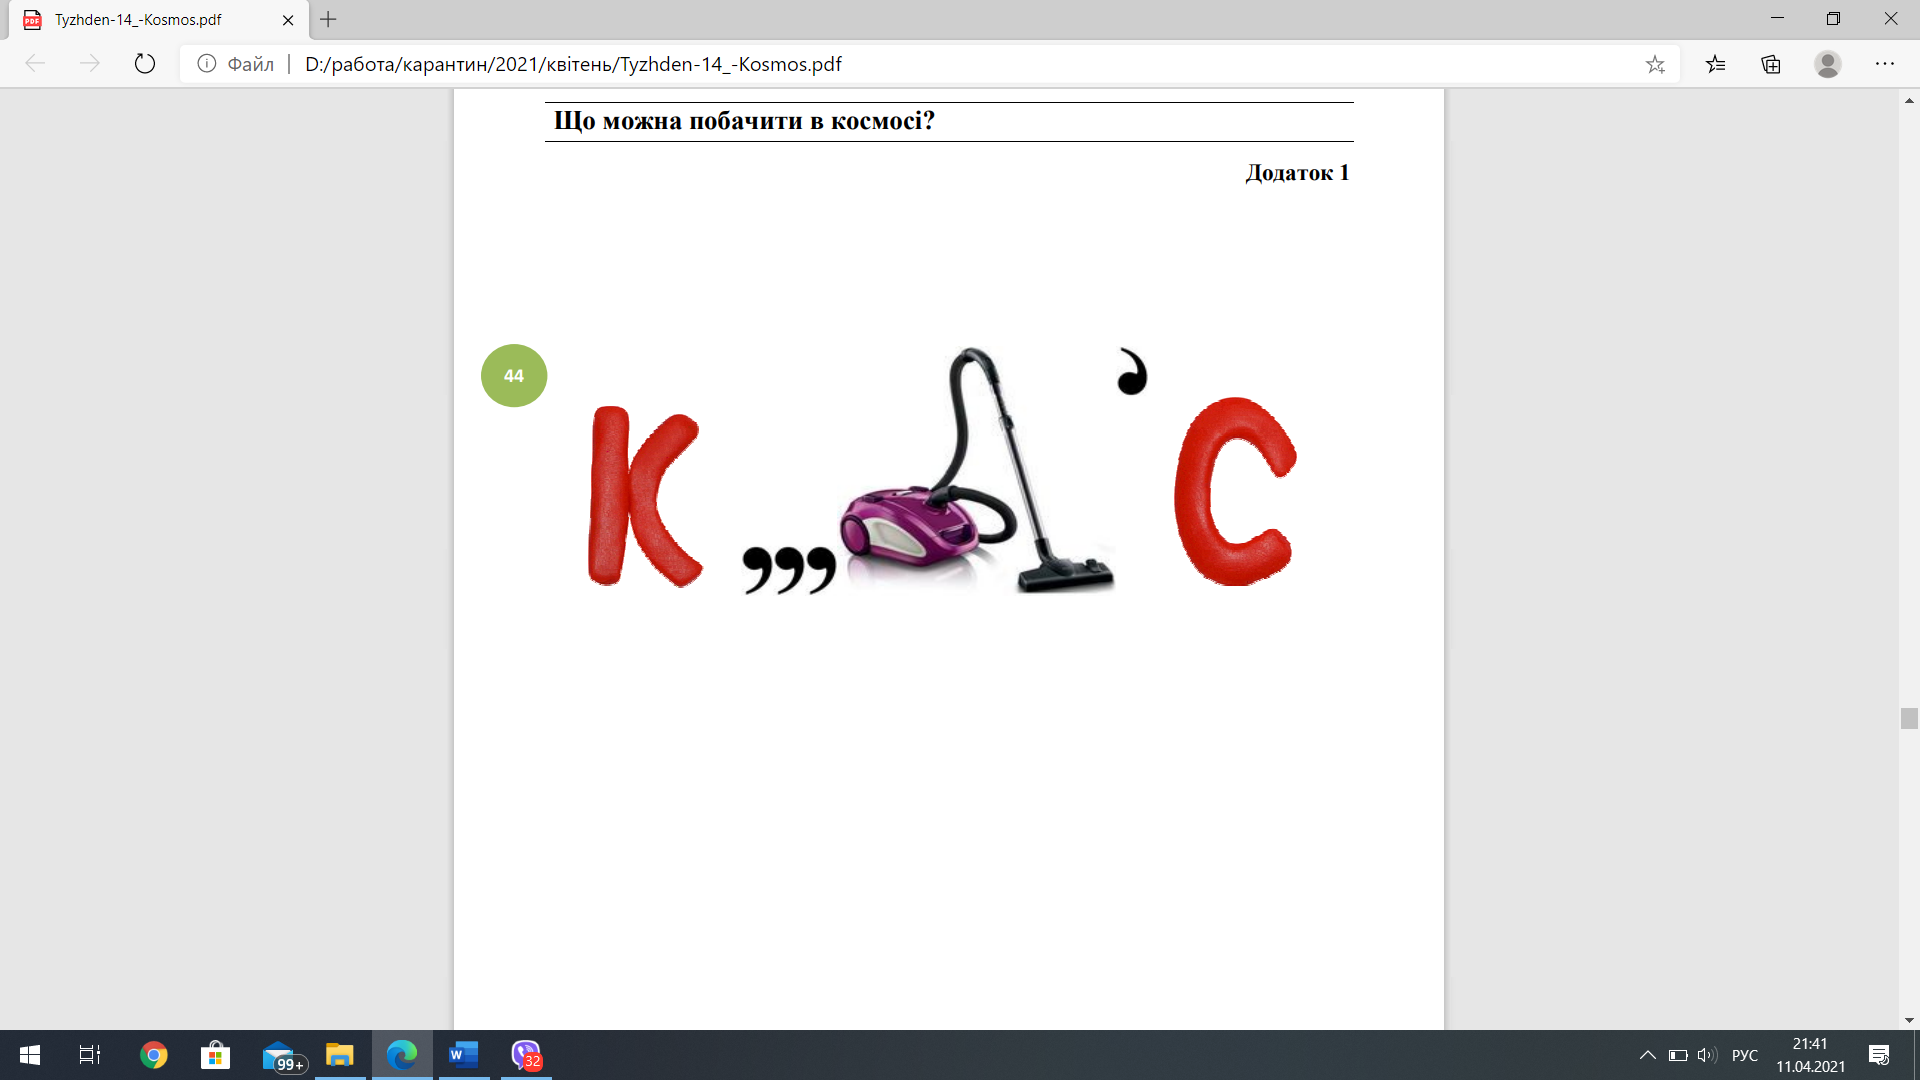 Tyzhden-14_-Kosmos.pdf
Файл
D:/работа/карантин/2021/квітень/Tyzhden-14_-Kosmos.pdf
Що можна побачити в космосі?
Додаток 1
44
К ,,, , С
99+
32
РУС
21:41
11.04.2021